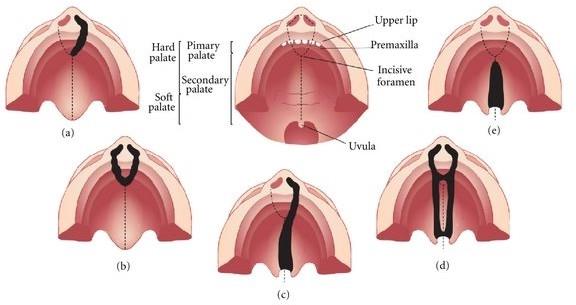 Upper lip
Premaxilla
Incisive
foramen
Uvula
Hard
palate
Pimary
palate
Secondary
palate
Soft
palate
(a)
(e)
(b)
(c)
(d)